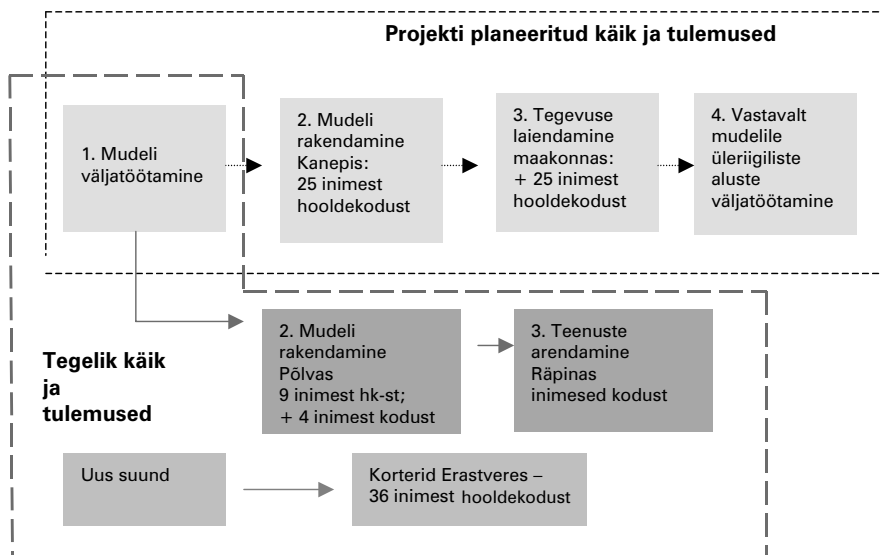 Projekti planeeritud käik ja tulemused
1. Mudeli
väljatöötamine
2. Mudeli
rakendamine
Kanepis:
25 inimest
hooldekodust
3. Tegevuse
laiendamine
maakonnas:
+ 25 inimest
hooldekodust
4. Vastavalt
mudelile
üleriigiliste
aluste
väljatöötamine
Tegelik käik
ja
tulemused
2. Mudeli
rakendamine
Põlvas
9 inimest hk-st;
+ 4 inimest kodust
3. Teenuste
arendamine
Räpinas
inimesed kodust
Uus suund
Korterid Erastveres –
36 inimest hooldekodust